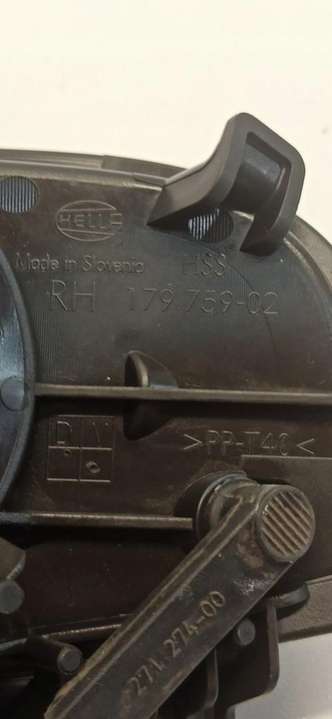 HELLA
Made in Slovenia HSS
RH 179.759-02
>PP-T40<
271.274-00